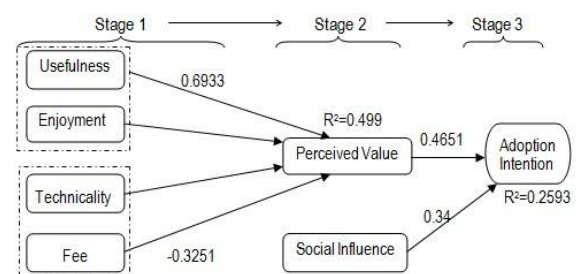 Stage 1 Stage 2 Stage 3
Usefulness
0.6933
Enjoyment
R²=0.499
Perceived Value
0.4651
Adoption
Intention
R²=0.2593
Technicality
0.34
Fee
-0.3251
Social Influence